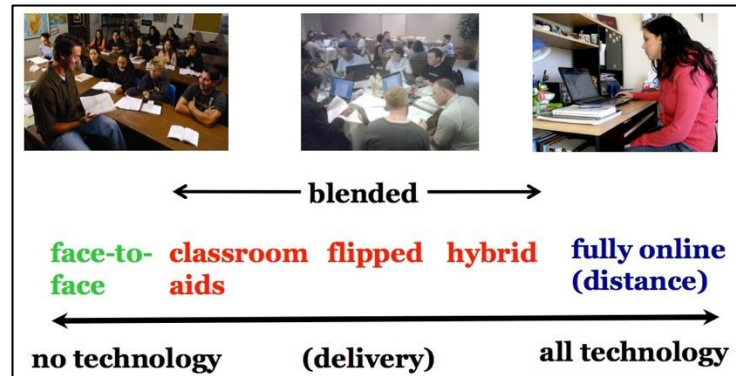 blended
face-to- classroom flipped hybrid fully online
face aids (distance)
no technology (delivery) all technology